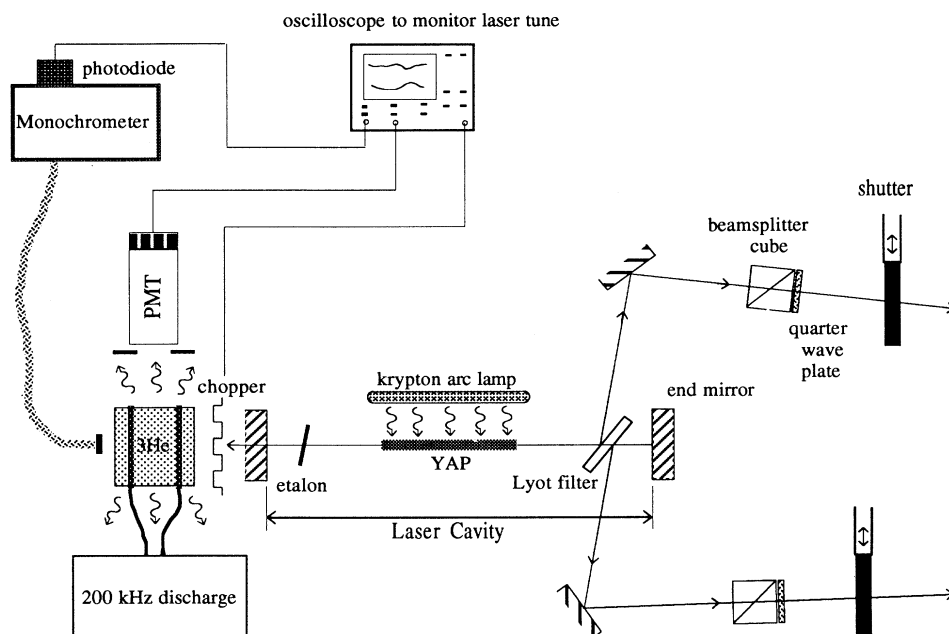 oscilloscope to monitor laser tune
photodiode
Monochrometer
PMT
chopper
3He
200 kHz discharge
etalon
krypton arc lamp
YAP
Laser Cavity
Lyot filter
end mirror
beamsplitter
cube
quarter
wave
plate
shutter